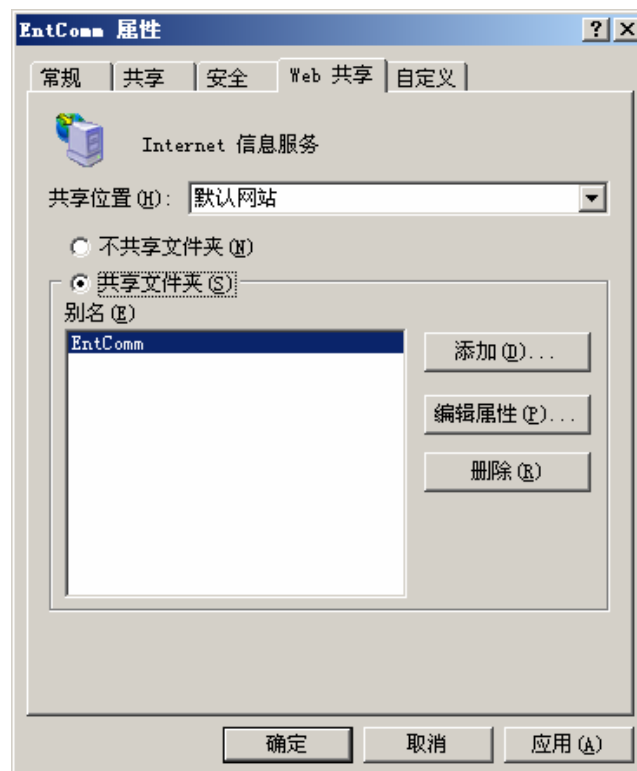 EntComm 属性
常规 共享 安全 Web 共享 自定义
Internet 信息服务
共享位置(H): 默认网站
不共享文件夹(N)
共享文件夹(S)
别名(E)
EntComm
添加(D)...
编辑属性(P)...
删除(R)
确定 取消 应用(A)